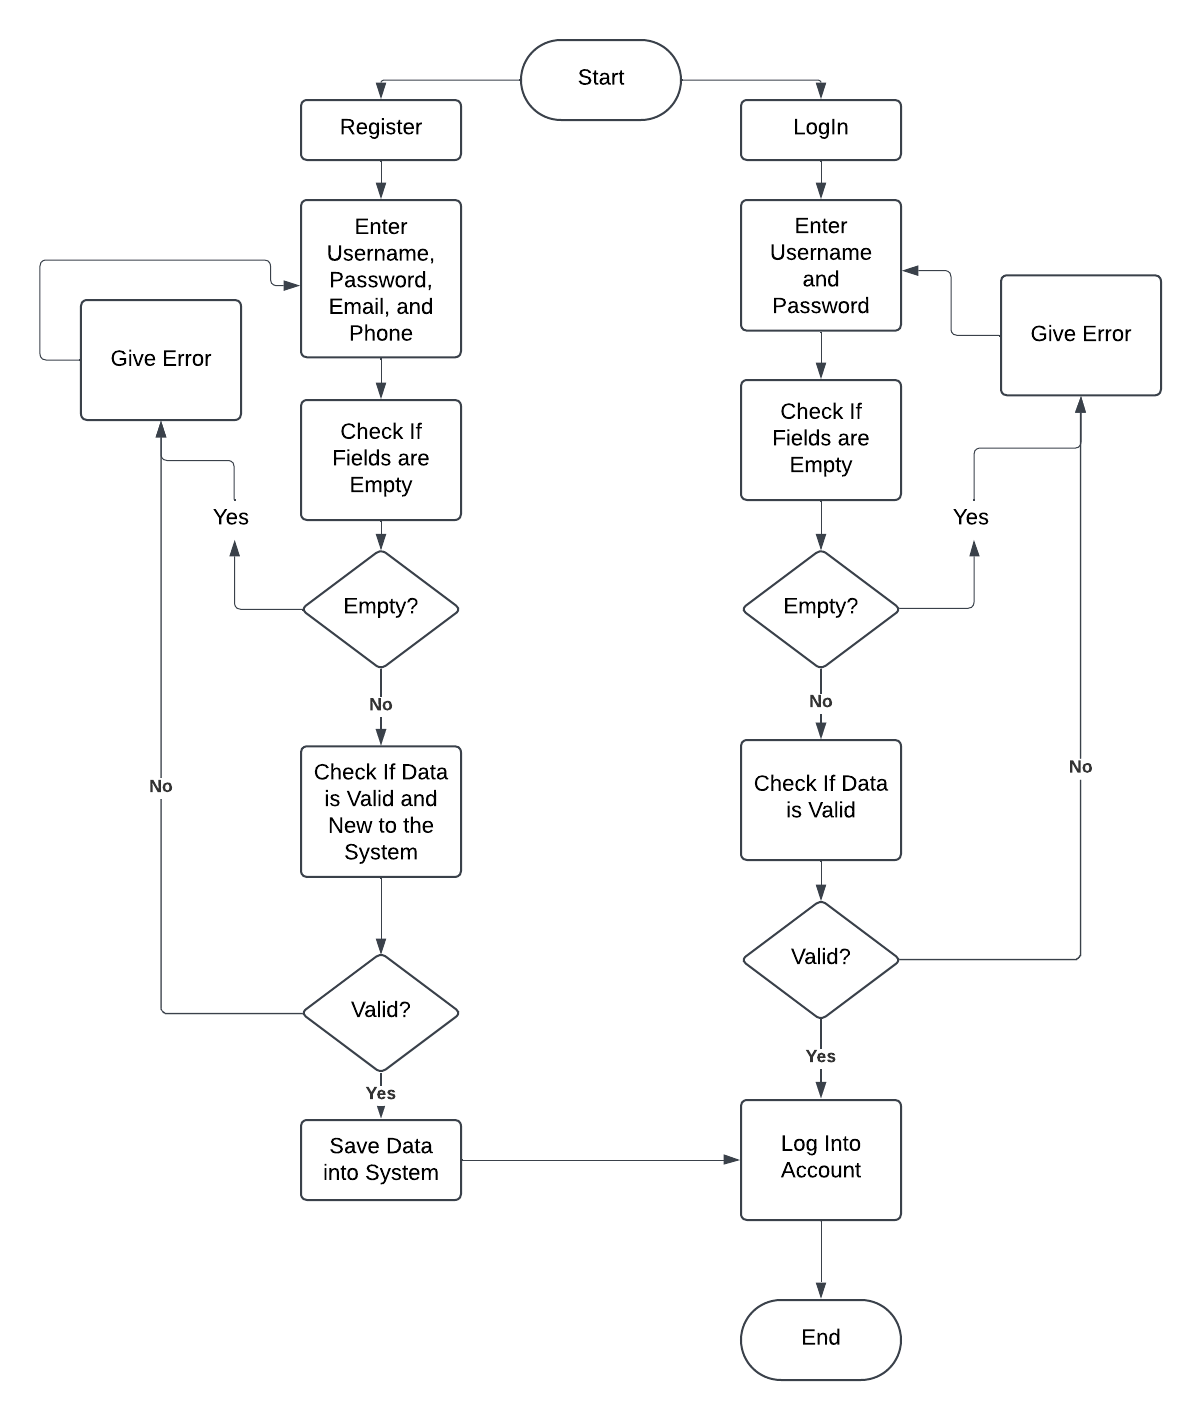 Start
Register
LogIn
Enter
Username,
Password,
Email, and
Phone
Enter
Username
and
Password
Give Error
Give Error
Check If
Fields are
Empty
Check If
Fields are
Empty
Yes
Yes
Empty?
Empty?
No
No
Check If Data
is Valid and
New to the
System
Check If Data
is Valid
No
No
Valid?
Valid?
Yes
Yes
Save Data
into System
Log Into
Account
End